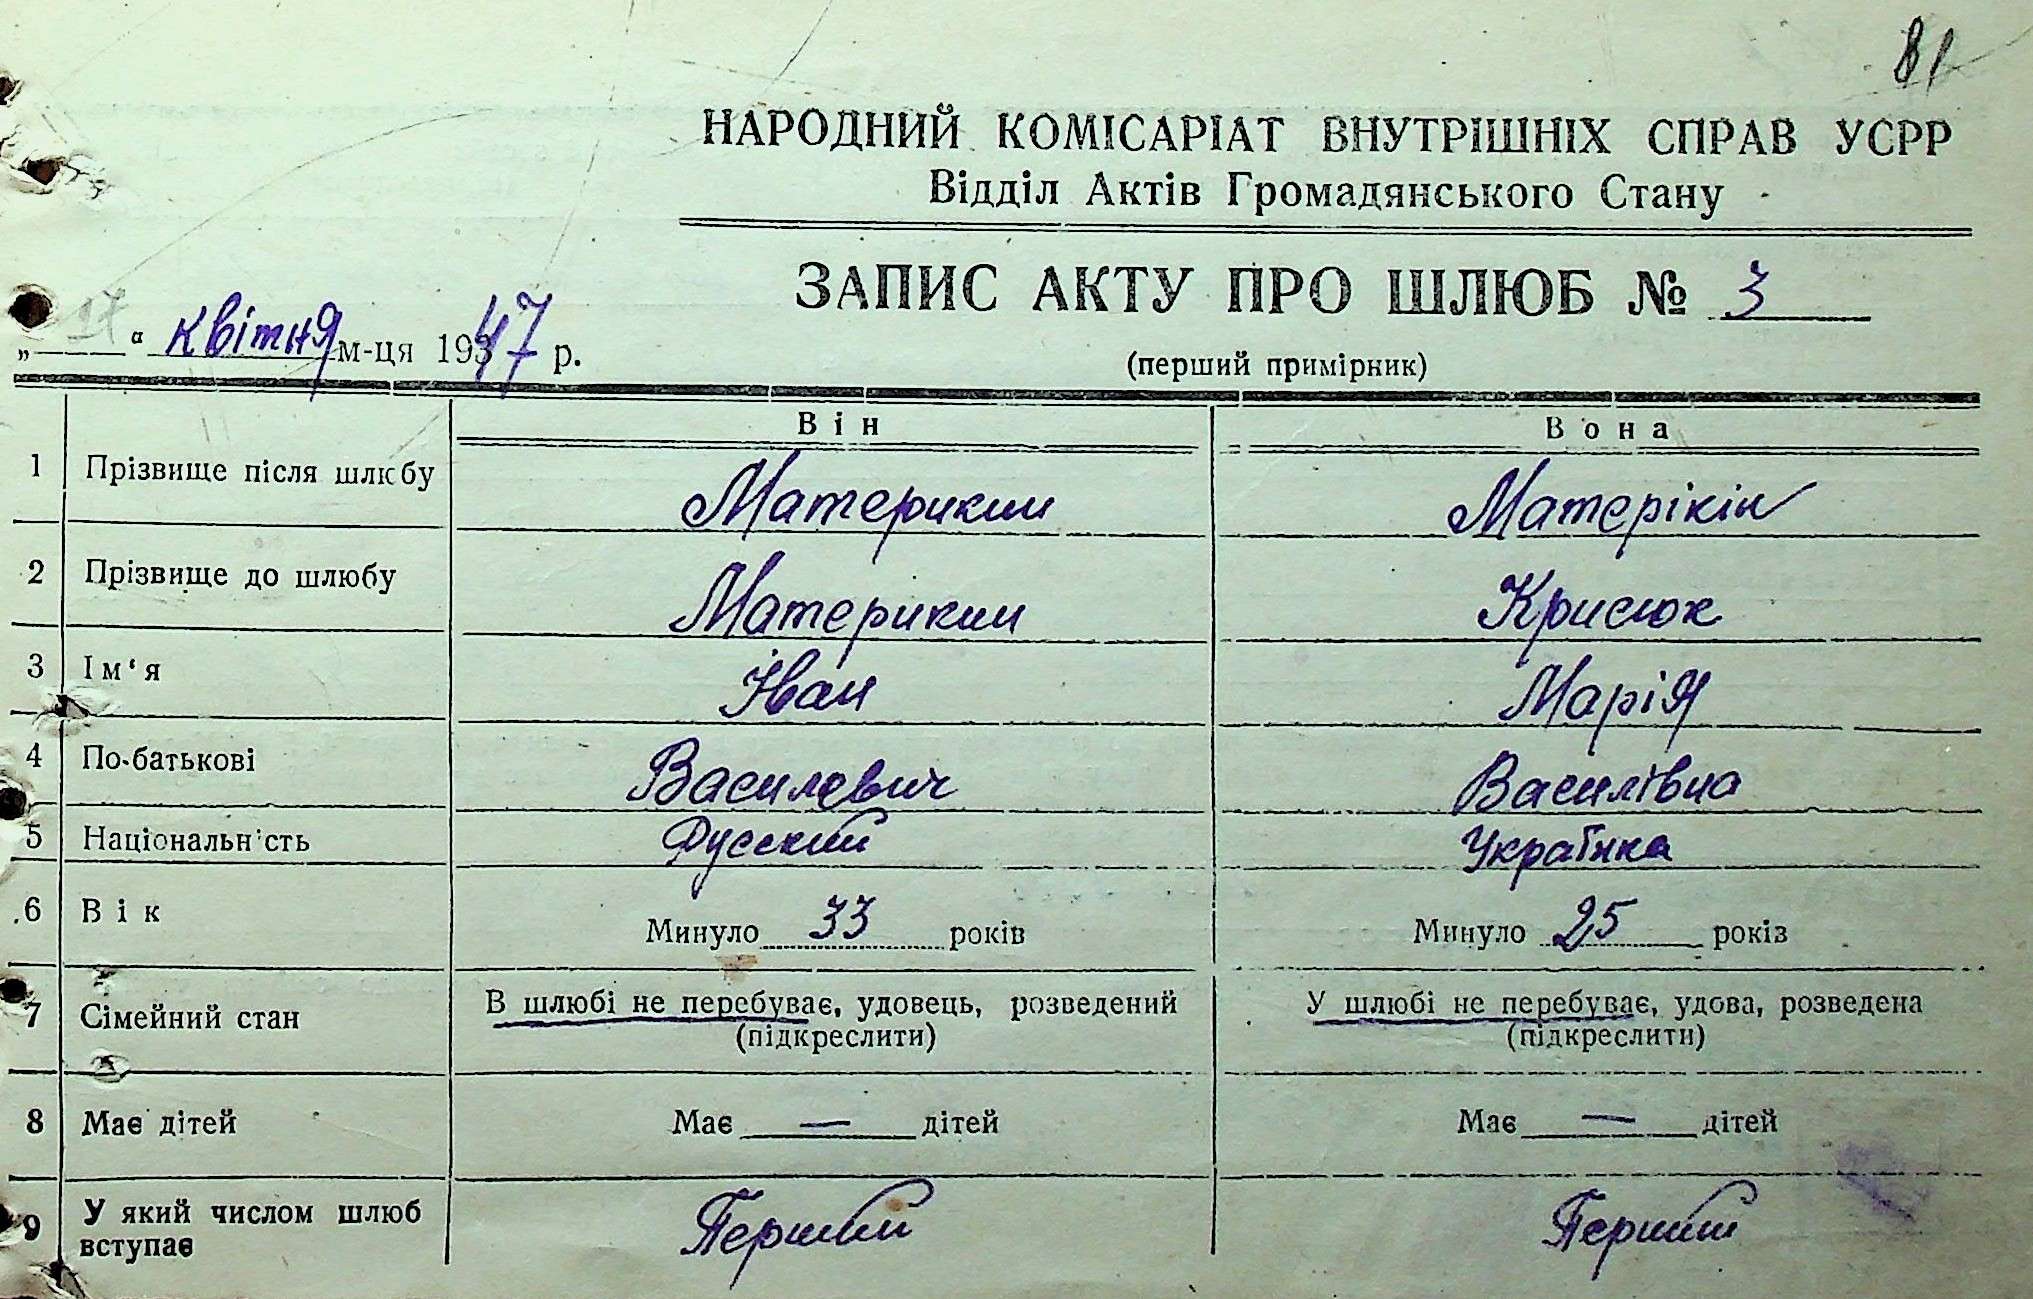 81
НАРОДНИЙ КОМІСАРІАТ ВНУТРІШНІХ СПРАВ УСРР
Відділ Актів Громадянського Стану
ЗАПИС АКТУ ПРО ШЛЮБ № 3
„17“ квітня м-ця 1947 р.
(перший примірник)
Він Вона
1 Прізвище після шлюбу Материкин Матерікін
2 Прізвище до шлюбу Материкин Крисюк
3 Ім‘я Іван Марія
4 По-батькові Василевич Василівна
5 Національність Русский Українка
6 Вік Минуло 33 років Минуло 25 років
7 Сімейний стан В шлюбі не перебуває, удовець, розведений У шлюбі не перебуває, удова, розведена
(підкреслити) (підкреслити)
8 Має дітей Має — дітей Має — дітей
9 У який числом шлюб вступає Перший Перший